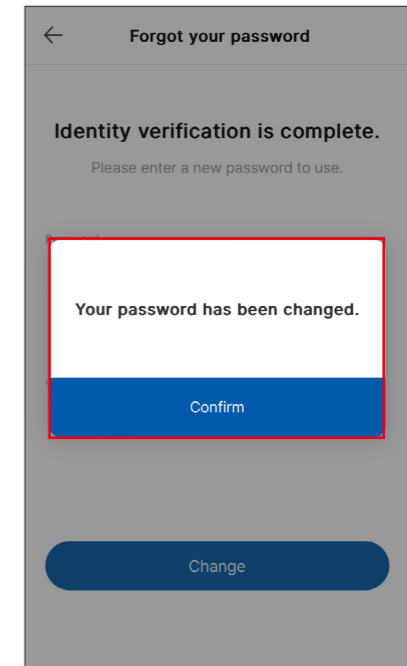 Forgot your password
Identity verification is complete.
Please enter a new password to use.
Your password has been changed.
Confirm
Change